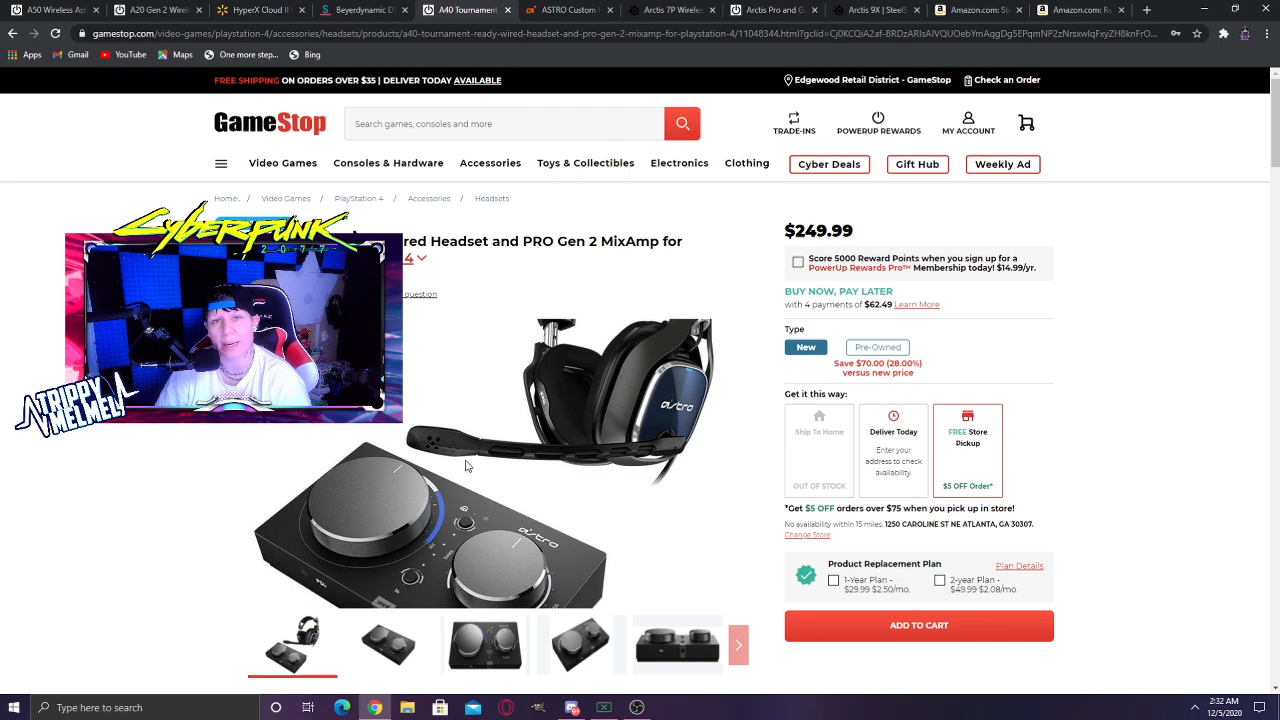 A50 Wireless
A20 Gen 2 Wir
Beyerdynamic DT
A40 Tournament
ASTRO Custom
Arctis 7P Wirele
Arctis Pro and G
Arctis 9X | SteelS
Amazon.com: Ra
Amazon.com: Re
gamestop.com/video-games/playstation-4/accessories/headsets/products/a40-tournament-ready-wired-headset-and-pro-gen-2-mixamp-for-playstation-4/11048344.html?gclid=
Apps
Gmail
YouTube
Maps
One more step...
Bing
FREE SHIPPING ON ORDERS OVER $35 | DELIVER TODAY AVAILABLE
Edgewood Retail District - GameStop
Check an Order
GameStop
Search games, consoles and more
TRADE-INS
POWERUP REWARDS
MY ACCOUNT
Video Games
Consoles & Hardware
Accessories
Toys & Collectibles
Electronics
Clothing
Cyber Deals
Gift Hub
Weekly Ad
Home / Video Games / PlayStation 4 / Accessories / Headsets
CYBERPUNK
2077
red Headset and PRO Gen 2 MixAmp for
4
question
TRIPPY
MELMEL
ASTRO
ASTRO
$249.99
Score 5000 Reward Points when you sign up for a
PowerUp Rewards Pro™ Membership today! $14.99/yr.
BUY NOW, PAY LATER
with 4 payments of $62.49 Learn More
Type
New
Pre-Owned
Save $70.00 (28.00%)
versus new price
Get it this way:
Ship To Home
OUT OF STOCK
Deliver Today
Enter your
address to check
availability.
FREE Store
Pickup
$5 OFF Order*
*Get $5 OFF orders over $75 when you pick up in store!
No availability within 15 miles. 1250 CAROLINE ST NE ATLANTA, GA 30307.
Change Store
Product Replacement Plan
Plan Details
1-Year Plan -
$29.99 $2.50/mo.
2-year Plan -
$49.99 $2.08/mo.
ADD TO CART
Type here to search
2:32 AM
12/5/2020